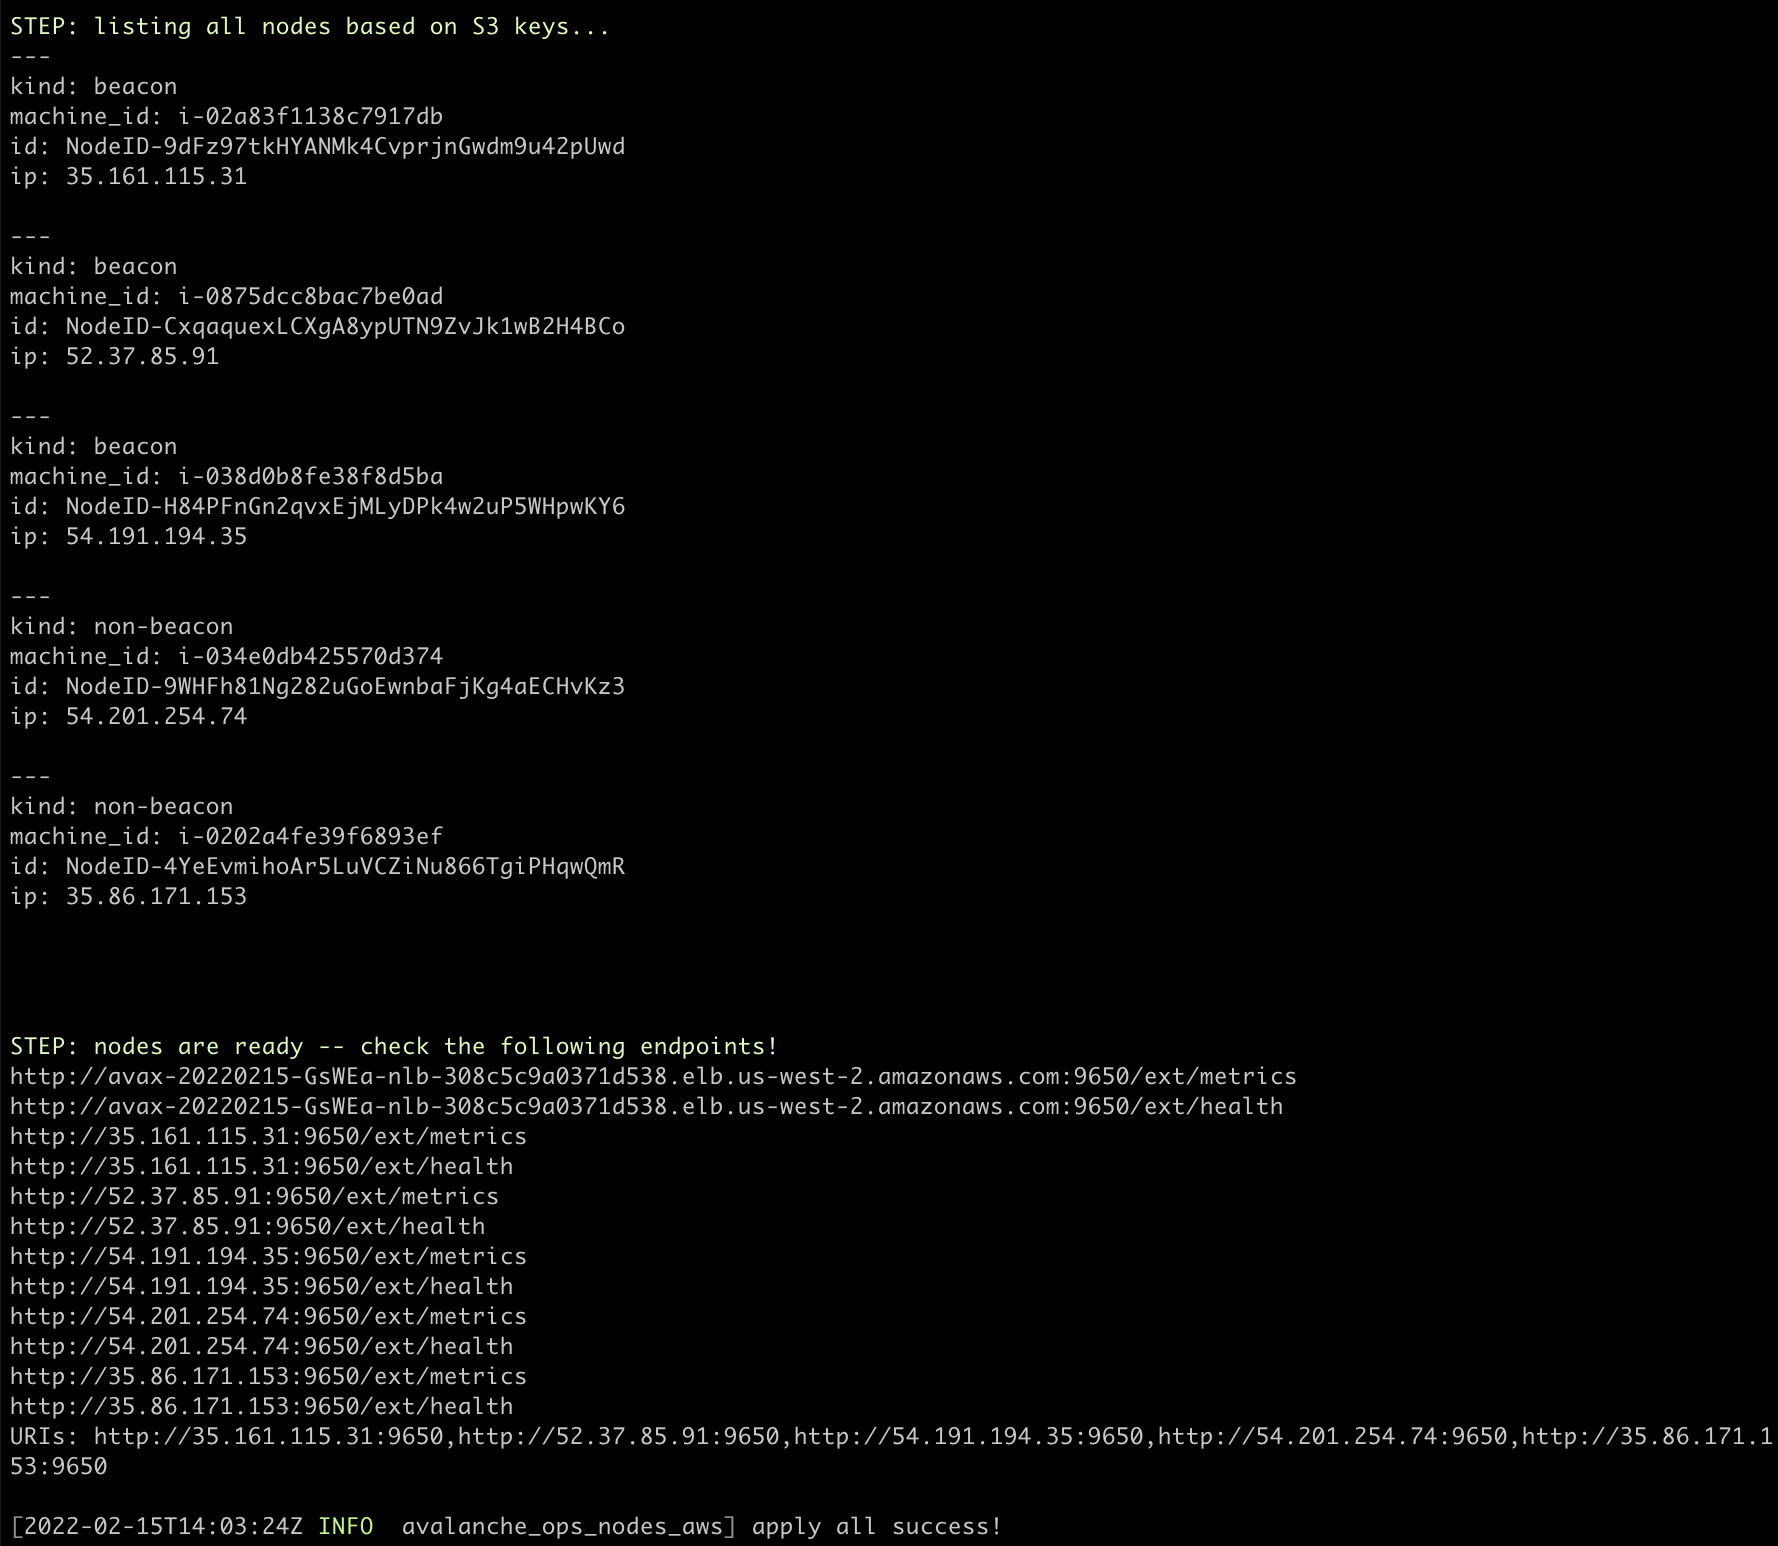 STEP: listing all nodes based on S3 keys...
---
kind: beacon
machine_id: i-02a83f1138c7917db
id: NodeID-9dFz97tkHYANMk4CvprjnGwdm9u42pUwd
ip: 35.161.115.31
---
kind: beacon
machine_id: i-0875dcc8bac7be0ad
id: NodeID-CxqaquexLCXgA8ypUTN9ZvJk1wB2H4BCo
ip: 52.37.85.91
---
kind: beacon
machine_id: i-038d0b8fe38f8d5ba
id: NodeID-H84PFnGn2qvxEjMLyDPk4w2uP5WHpwKY6
ip: 54.191.194.35
---
kind: non-beacon
machine_id: i-034e0db425570d374
id: NodeID-9WHFh81Ng282uGoEwnbaFjKg4aECHvKz3
ip: 54.201.254.74
---
kind: non-beacon
machine_id: i-0202a4fe39f6893ef
id: NodeID-4YeEvmihoAr5LuVCZiNu866TgiPHqwQmR
ip: 35.86.171.153
STEP: nodes are ready -- check the following endpoints!
http://avax-20220215-GsWEa-nlb-308c5c9a0371d538.elb.us-west-2.amazonaws.com:9650/ext/metrics
http://avax-20220215-GsWEa-nlb-308c5c9a0371d538.elb.us-west-2.amazonaws.com:9650/ext/health
http://35.161.115.31:9650/ext/metrics
http://35.161.115.31:9650/ext/health
http://52.37.85.91:9650/ext/metrics
http://52.37.85.91:9650/ext/health
http://54.191.194.35:9650/ext/metrics
http://54.191.194.35:9650/ext/health
http://54.201.254.74:9650/ext/metrics
http://54.201.254.74:9650/ext/health
http://35.86.171.153:9650/ext/metrics
http://35.86.171.153:9650/ext/health
URIs: http://35.161.115.31:9650,http://52.37.85.91:9650,http://54.191.194.35:9650,http://54.201.254.74:9650,http://35.86.171.1
53:9650
[2022-02-15T14:03:24Z INFO  avalanche_ops_nodes_aws] apply all success!